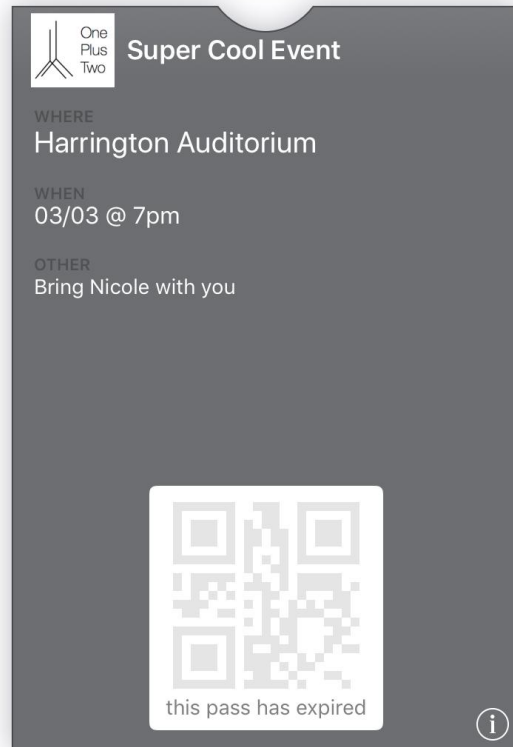 One
Plus
Two
Super Cool Event
WHERE
Harrington Auditorium
WHEN
03/03 @ 7pm
OTHER
Bring Nicole with you
this pass has expired
i